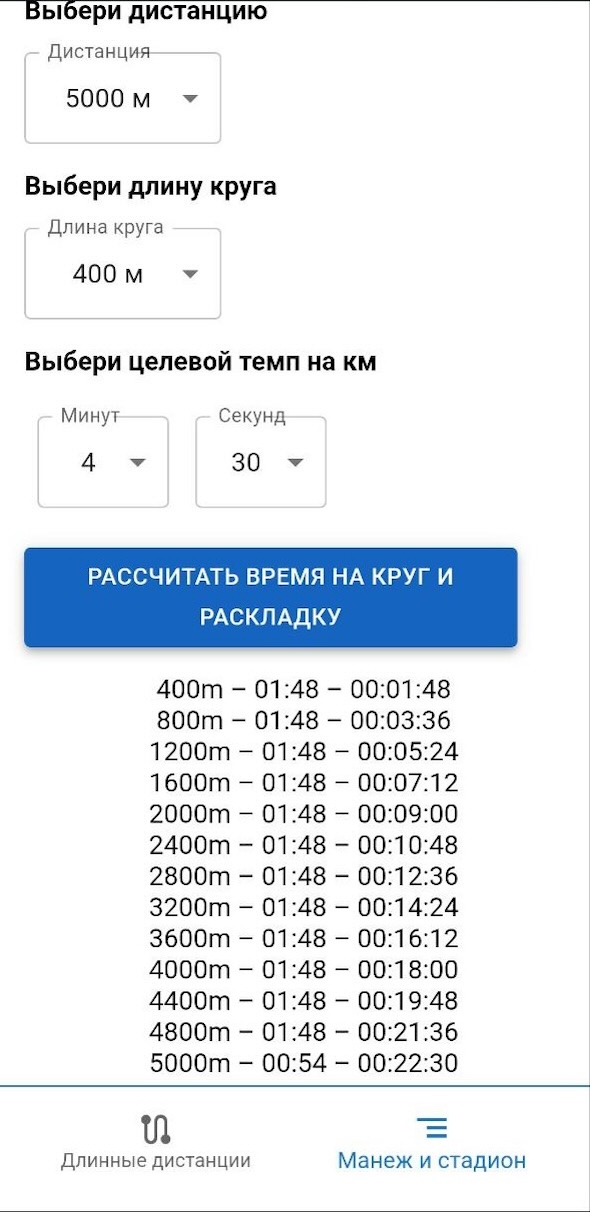 Выбери дистанцию
Дистанция
5000 м
Выбери длину круга
Длина круга
400 м
Выбери целевой темп на км
Минут
Секунд
4
30
РАССЧИТАТЬ ВРЕМЯ НА КРУГ И
РАСКЛАДКУ
400m – 01:48 – 00:01:48
800m – 01:48 – 00:03:36
1200m – 01:48 – 00:05:24
1600m – 01:48 – 00:07:12
2000m – 01:48 – 00:09:00
2400m – 01:48 – 00:10:48
2800m – 01:48 – 00:12:36
3200m – 01:48 – 00:14:24
3600m – 01:48 – 00:16:12
4000m – 01:48 – 00:18:00
4400m – 01:48 – 00:19:48
4800m – 01:48 – 00:21:36
5000m – 00:54 – 00:22:30
Длинные дистанции
Манеж и стадион